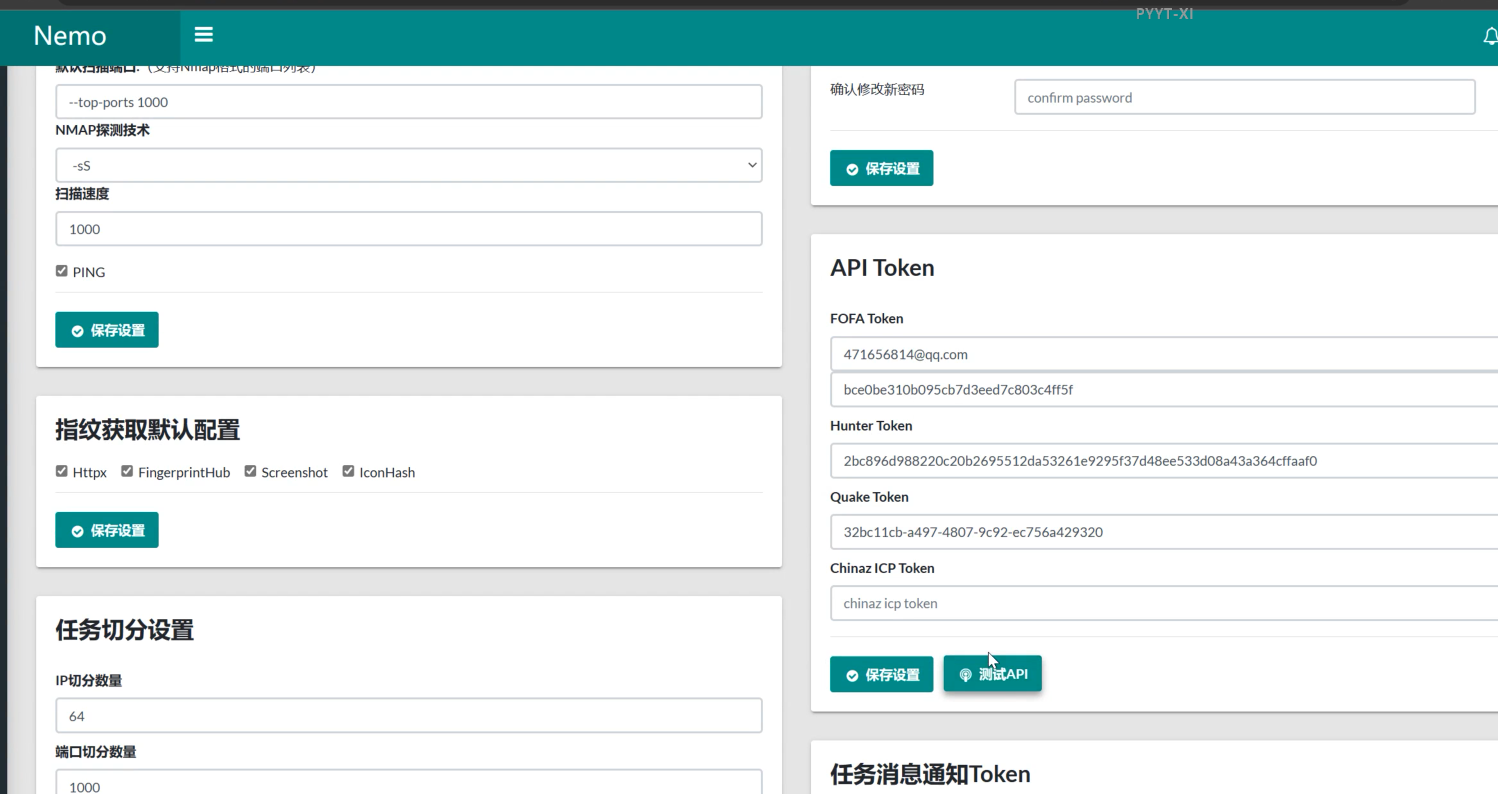 PYYT-XI
Nemo
默认扫描端口:（支持Nmap格式的端口列表）
--top-ports 1000
NMAP探测技术
-sS
扫描速度
1000
PING
保存设置
指纹获取默认配置
Httpx FingerprintHub Screenshot IconHash
保存设置
任务切分设置
IP切分数量
64
端口切分数量
1000
确认修改新密码
confirm password
保存设置
API Token
FOFA Token
471656814@qq.com
bce0be310b095cb7d3eed7c803c4ff5f
Hunter Token
2bc896d988220c20b2695512da53261e9295f37d48ee533d08a43a364cffaaf0
Quake Token
32bc11cb-a497-4807-9c92-ec756a429320
Chinaz ICP Token
chinaz icp token
保存设置 测试API
任务消息通知Token